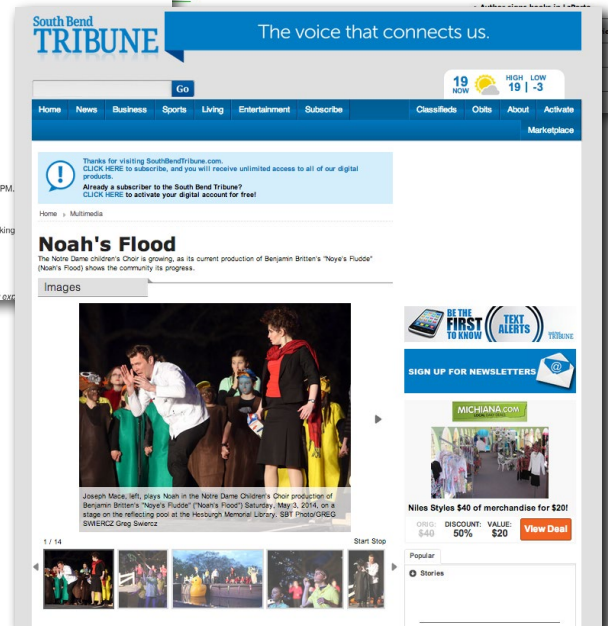 Author signs books in LaPorte
South Bend
TRIBUNE
The voice that connects us.
Go
19
NOW
HIGH LOW
19 | -3
Home News Business Sports Living Entertainment Subscribe Classifieds Obits About Activate
Marketplace
Thanks for visiting SouthBendTribune.com.
CLICK HERE to subscribe, and you will receive unlimited access to all of our digital
products.
Already a subscriber to the South Bend Tribune?
CLICK HERE to activate your digital account for free!
PM.
Home › Multimedia
king
Noah's Flood
The Notre Dame children's Choir is growing, as its current production of Benjamin Britten's "Noye's Fludde"
(Noah's Flood) shows the community its progress.
Images
BE THE
FIRST
TO KNOW
TEXT
ALERTS
TRIBUNE
SIGN UP FOR NEWSLETTERS
@
MICHIANA.COM
Joseph Mace, left, plays Noah in the Notre Dame Children's Choir production of
Benjamin Britten's "Noye's Fludde" ("Noah's Flood") Saturday, May 3, 2014, on a
stage on the reflecting pool at the Hesburgh Memorial Library. SBT Photo/GREG
SWIERCZ Greg Swiercz
Niles Styles $40 of merchandise for $20!
ORIG: DISCOUNT: VALUE:
$40 50% $20
View Deal
1 / 14 Start Stop
Popular
Stories